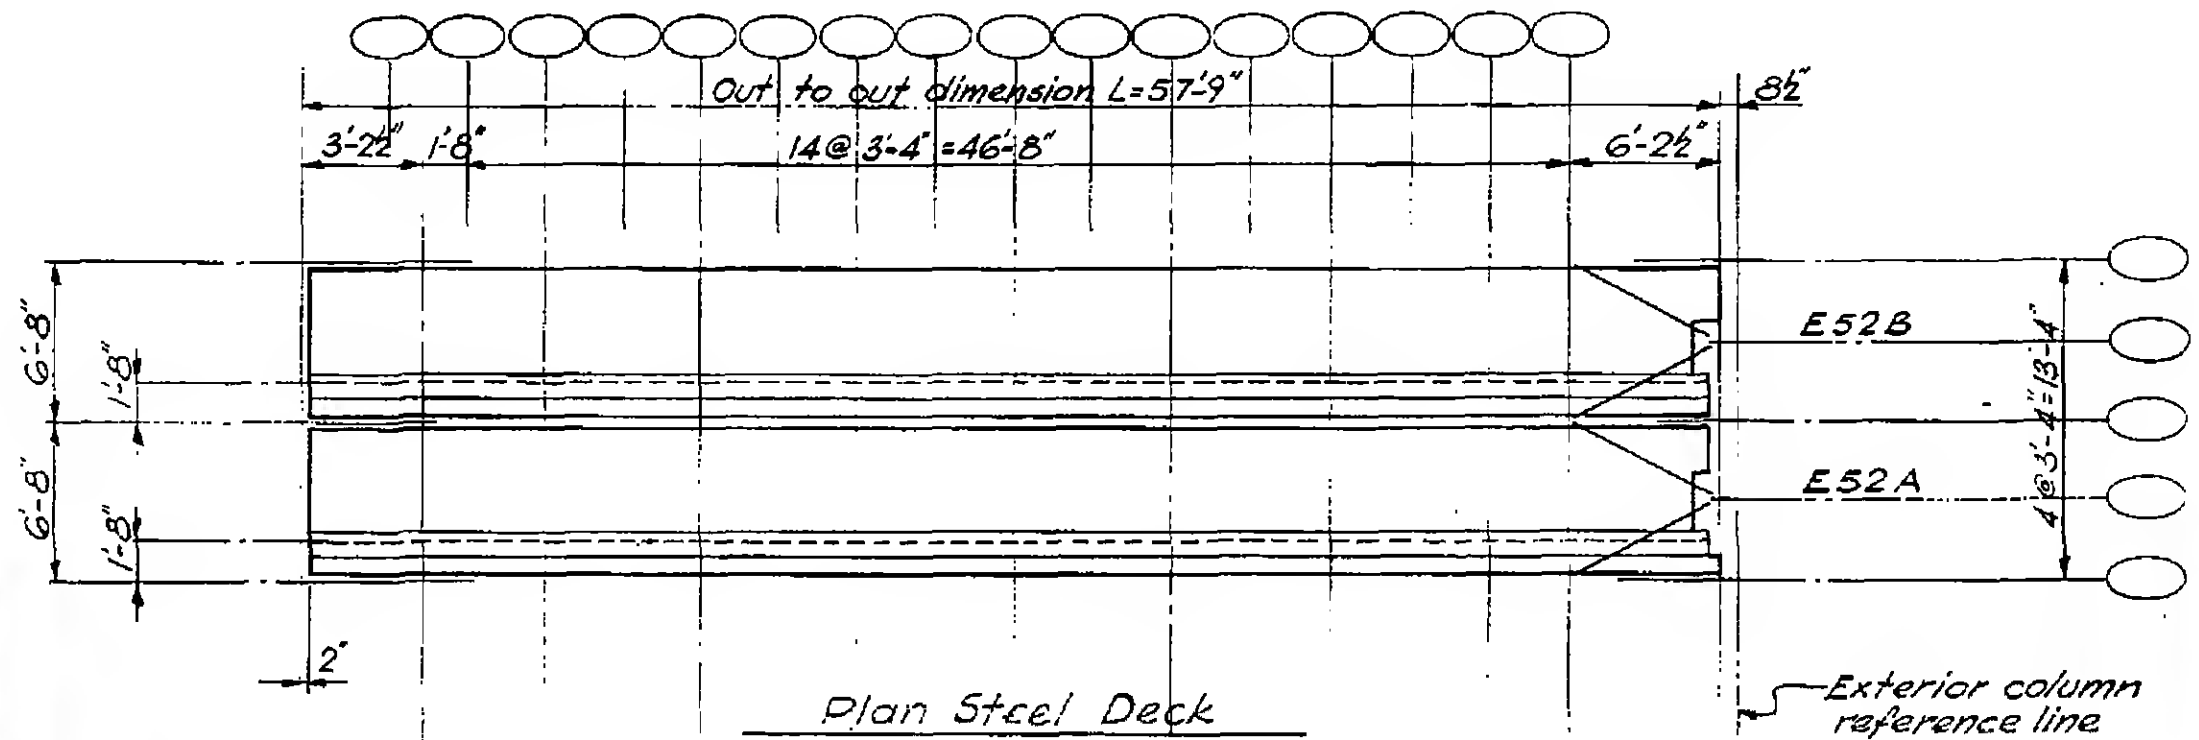 Out to out dimension L=57'-9"
8½"
3'-2½"
1'-8"
14@3'-4"=46'-8"
6'-2½"
6'-8"
1'-8"
E52B
4@3'-4"=13'-4"
6'-8"
1'-8"
E52A
2"
Plan Steel Deck
Exterior column
reference line